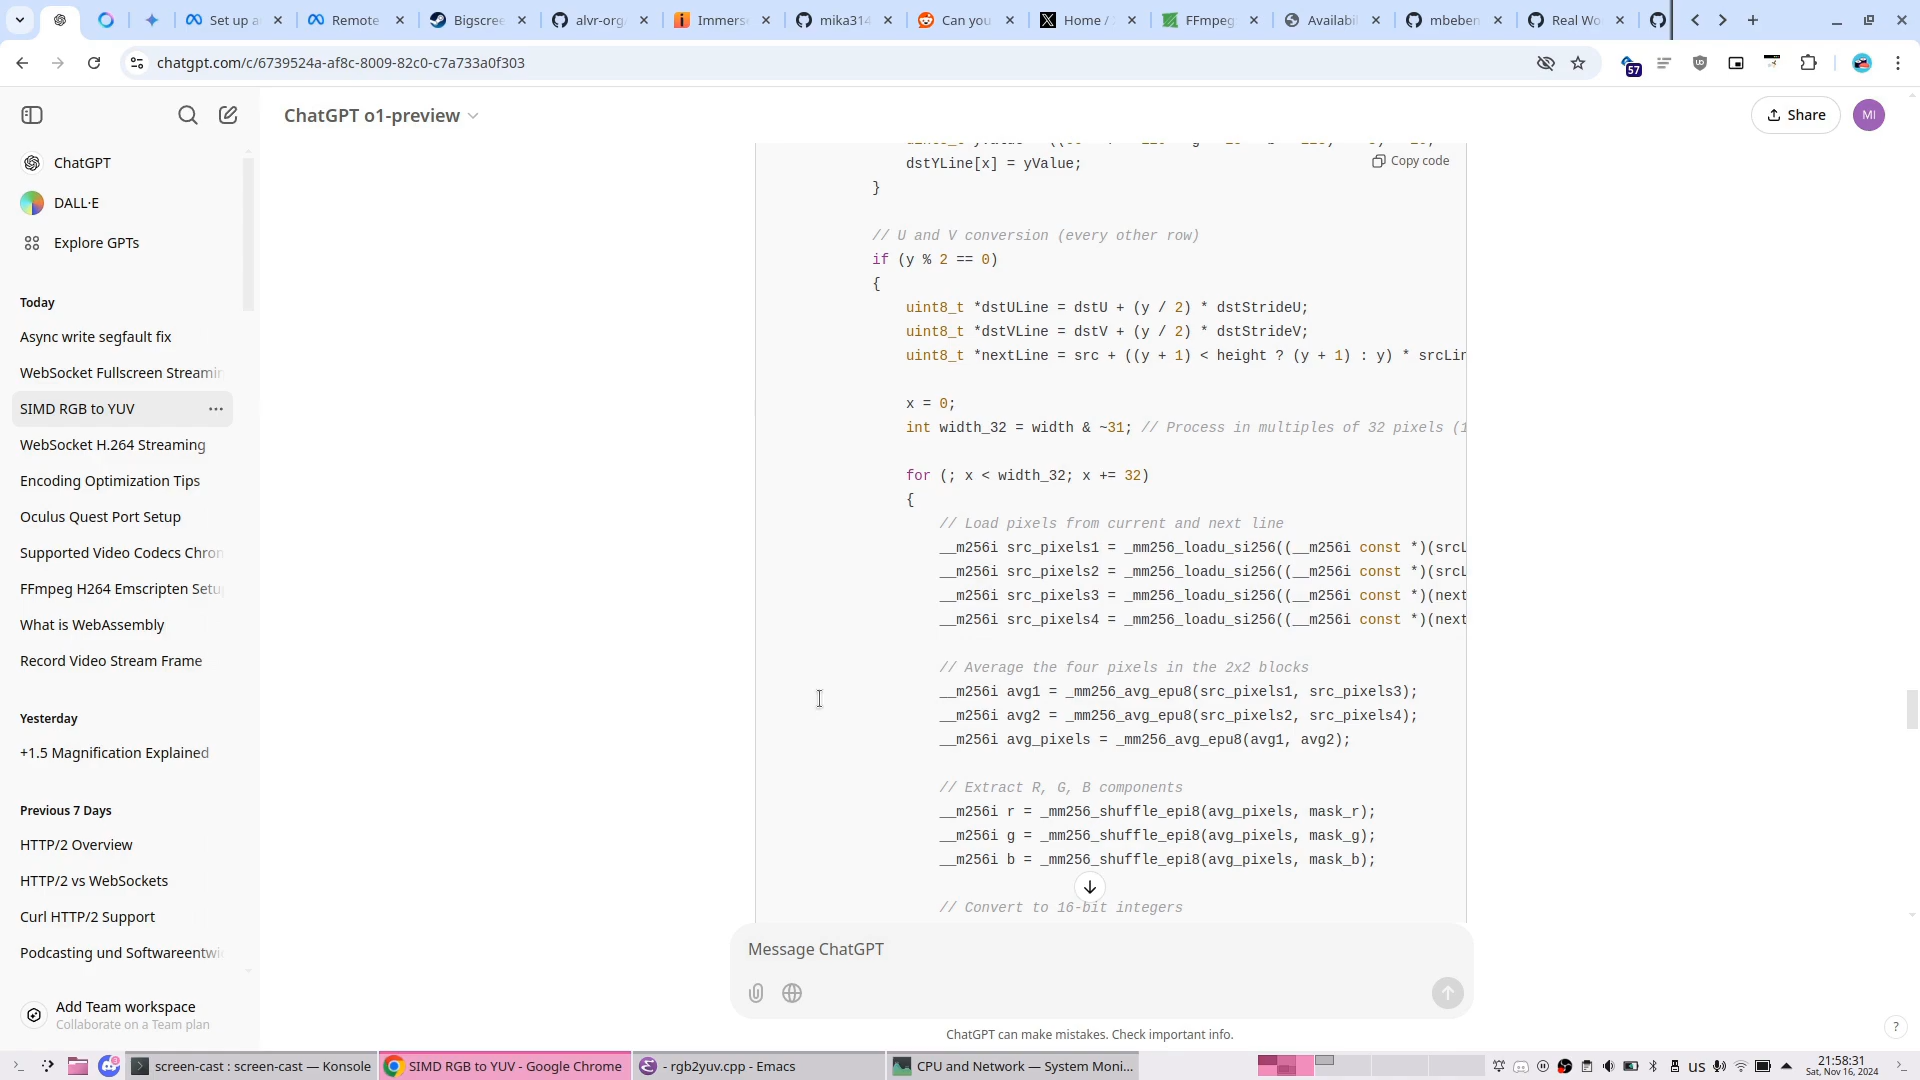 Set up a
Remote
Bigscree
alvr-org
Immers
mika314
Can you
Home /
FFmpeg
Availabi
mbeben
Real Wo
chatgpt.com/c/6739524a-af8c-8009-82c0-c7a733a0f303
57
ChatGPT o1-preview
Share
MI
ChatGPT
DALL·E
Explore GPTs
Today
Async write segfault fix
WebSocket Fullscreen Streamin
SIMD RGB to YUV
WebSocket H.264 Streaming
Encoding Optimization Tips
Oculus Quest Port Setup
Supported Video Codecs Chron
FFmpeg H264 Emscripten Setu
What is WebAssembly
Record Video Stream Frame
Yesterday
+1.5 Magnification Explained
Previous 7 Days
HTTP/2 Overview
HTTP/2 vs WebSockets
Curl HTTP/2 Support
Podcasting und Softwareentwi
Add Team workspace
Collaborate on a Team plan
Copy code
dstYLine[x] = yValue;
}
// U and V conversion (every other row)
if (y % 2 == 0)
{
uint8_t *dstULine = dstU + (y / 2) * dstStrideU;
uint8_t *dstVLine = dstV + (y / 2) * dstStrideV;
uint8_t *nextLine = src + ((y + 1) < height ? (y + 1) : y) * srcLin
x = 0;
int width_32 = width & ~31; // Process in multiples of 32 pixels (1
for (; x < width_32; x += 32)
{
// Load pixels from current and next line
__m256i src_pixels1 = _mm256_loadu_si256((__m256i const *)(srcL
__m256i src_pixels2 = _mm256_loadu_si256((__m256i const *)(srcL
__m256i src_pixels3 = _mm256_loadu_si256((__m256i const *)(next
__m256i src_pixels4 = _mm256_loadu_si256((__m256i const *)(next
// Average the four pixels in the 2x2 blocks
__m256i avg1 = _mm256_avg_epu8(src_pixels1, src_pixels3);
__m256i avg2 = _mm256_avg_epu8(src_pixels2, src_pixels4);
__m256i avg_pixels = _mm256_avg_epu8(avg1, avg2);
// Extract R, G, B components
__m256i r = _mm256_shuffle_epi8(avg_pixels, mask_r);
__m256i g = _mm256_shuffle_epi8(avg_pixels, mask_g);
__m256i b = _mm256_shuffle_epi8(avg_pixels, mask_b);
// Convert to 16-bit integers
Message ChatGPT
ChatGPT can make mistakes. Check important info.
?
screen-cast : screen-cast — Konsole
SIMD RGB to YUV - Google Chrome
- rgb2yuv.cpp - Emacs
CPU and Network — System Moni...
us
21:58:31
Sat, Nov 16, 2024